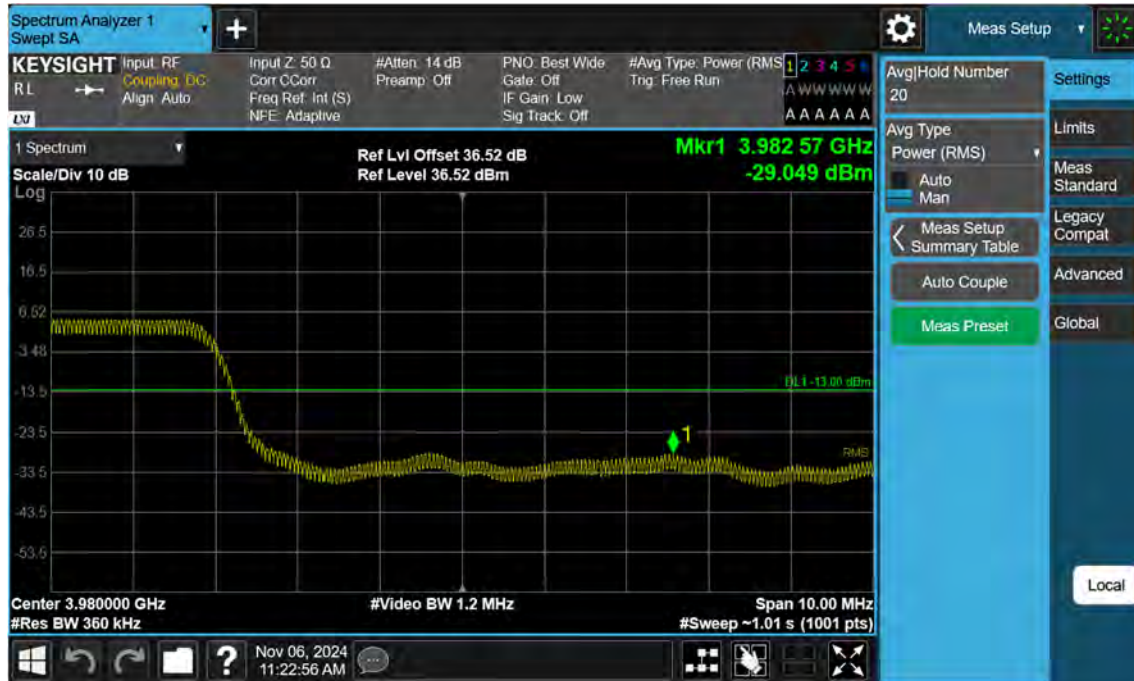 Spectrum Analyzer 1
Swept SA
+
Meas Setup
KEYSIGHT
RL
LXI
Input: RF
Coupling: DC
Align: Auto
Input Z: 50 Ω
Corr CCorr
Freq Ref: Int (S)
NFE: Adaptive
#Atten: 14 dB
Preamp: Off
PNO: Best Wide
Gate: Off
IF Gain: Low
Sig Track: Off
#Avg Type: Power (RMS)
Trig: Free Run
1 2 3 4 5 6
A W W W W W
A A A A A A
1 Spectrum
Scale/Div 10 dB
Log
Ref Lvl Offset 36.52 dB
Ref Level 36.52 dBm
Mkr1 3.982 57 GHz
-29.049 dBm
26.5
16.5
6.52
-3.48
-13.5
-23.5
-33.5
-43.5
-53.5
DL1 -13.00 dBm
1
RMS
Center 3.980000 GHz
#Res BW 360 kHz
#Video BW 1.2 MHz
Span 10.00 MHz
#Sweep ~1.01 s (1001 pts)
Avg|Hold Number
20
Avg Type
Power (RMS)
Auto
Man
Meas Setup
Summary Table
Auto Couple
Meas Preset
Settings
Limits
Meas
Standard
Legacy
Compat
Advanced
Global
Local
?
Nov 06, 2024
11:22:56 AM